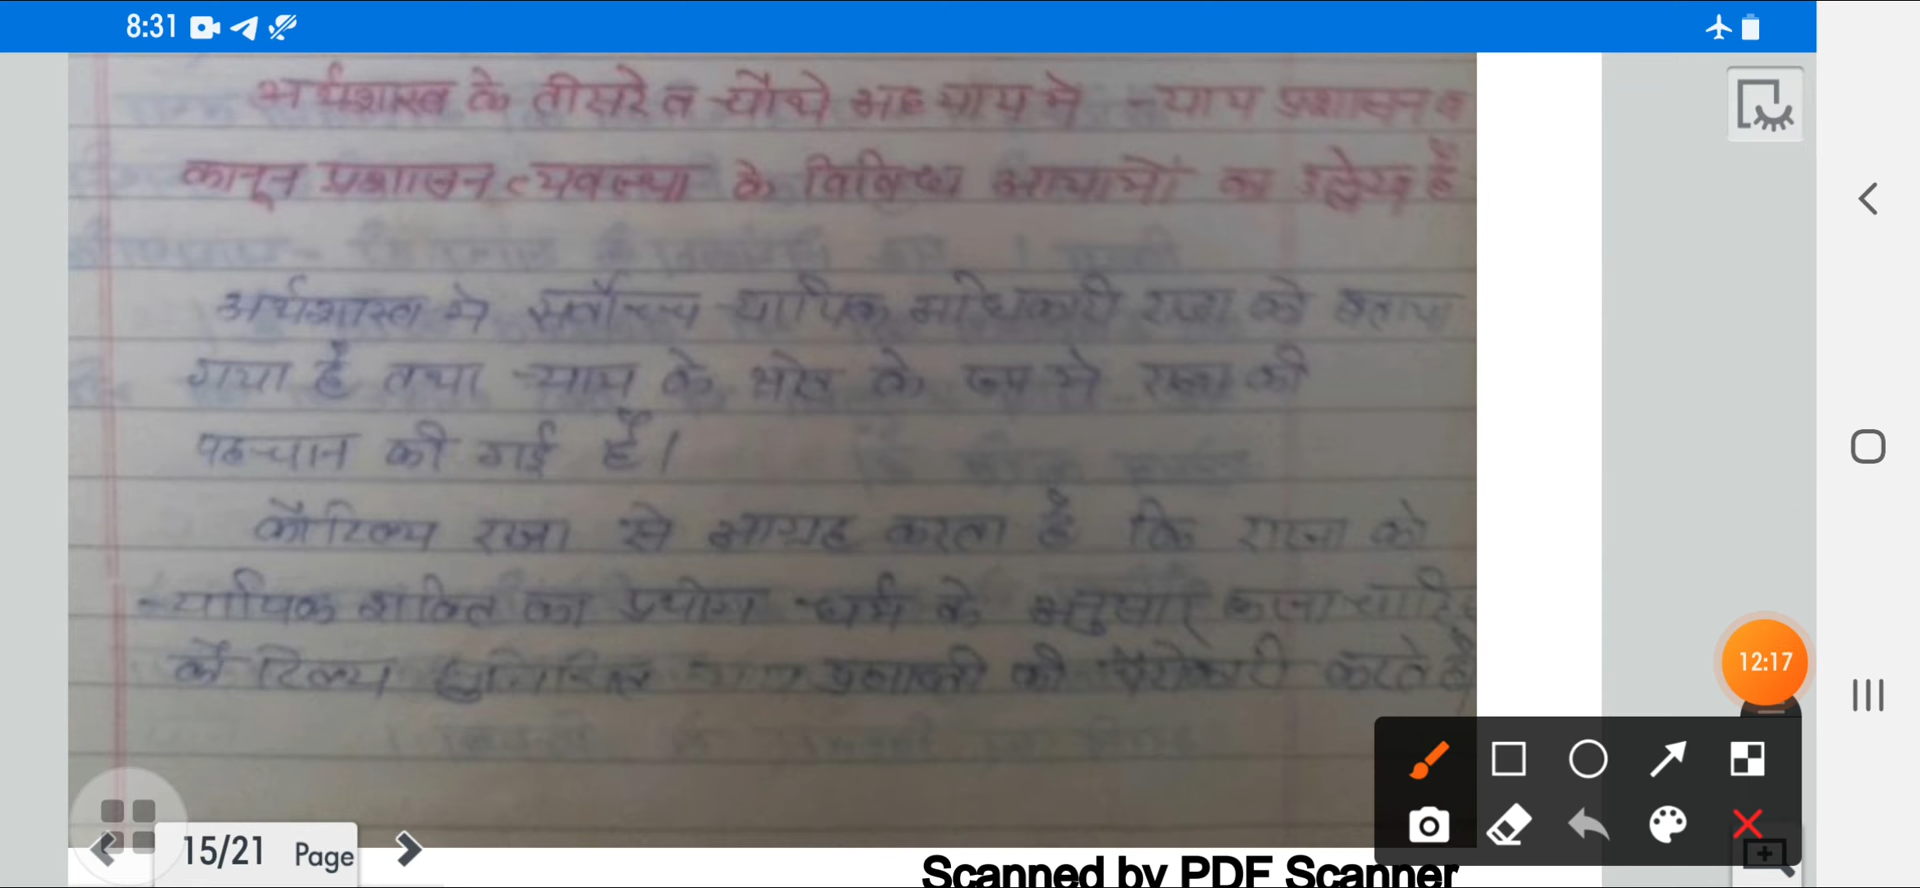 8:31
अर्थशास्त्र के तीसरे व चौथे अध्याय मे न्याय प्रशासन व
कानून प्रशासन व्यवस्था के विविध आयामों का उल्लेख है
अर्थशास्त्र मे सर्वोच्च न्यायिक अधिकारी राजा को बताया
गया है तथा न्याय के स्रोत के रूप मे राजा की
पहचान की गई है।
कौटिल्य राजा से आग्रह करता है कि राजा को
न्यायिक शक्ति का प्रयोग धर्म के अनुसार करना चाहिए
कौटिल्य सुनिश्चित प्रणाली की पैरोकारी करते है
12:17
15/21 Page
Scanned by PDF Scanner